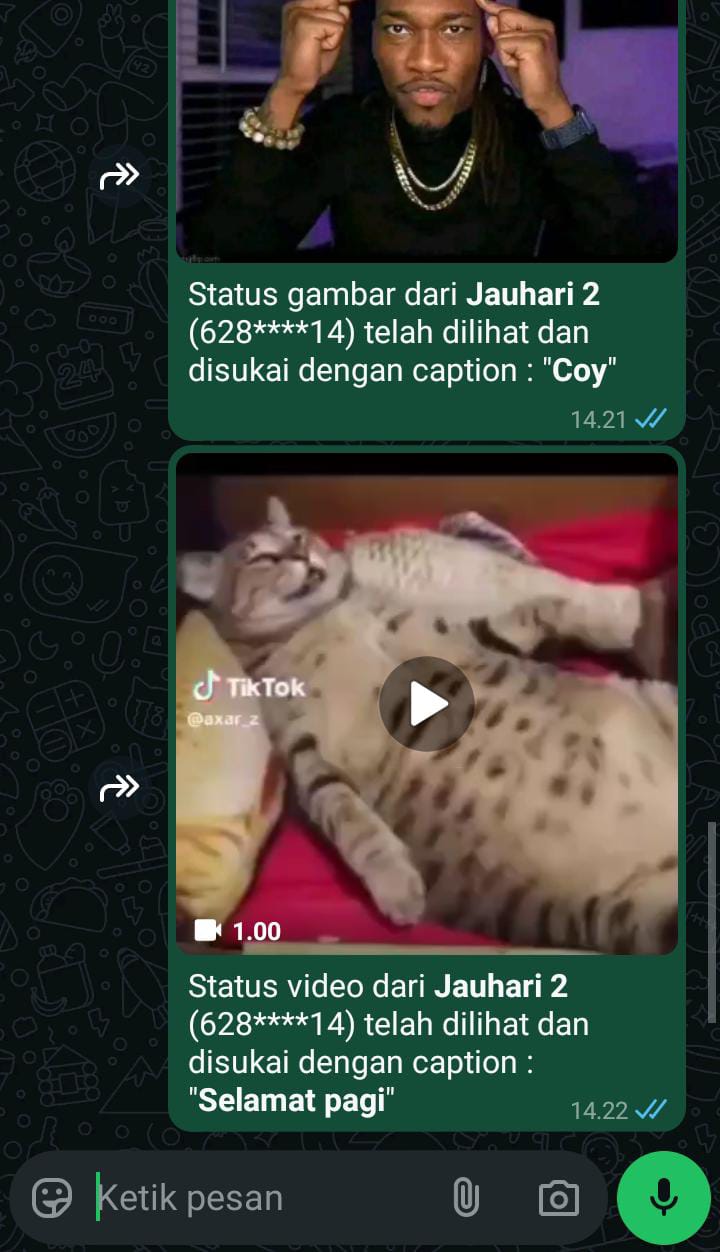 Status gambar dari Jauhari 2
(628****14) telah dilihat dan
disukai dengan caption : "Coy"
14.21
TikTok
@axar_z
1.00
Status video dari Jauhari 2
(628****14) telah dilihat dan
disukai dengan caption :
"Selamat pagi"
14.22
Ketik pesan